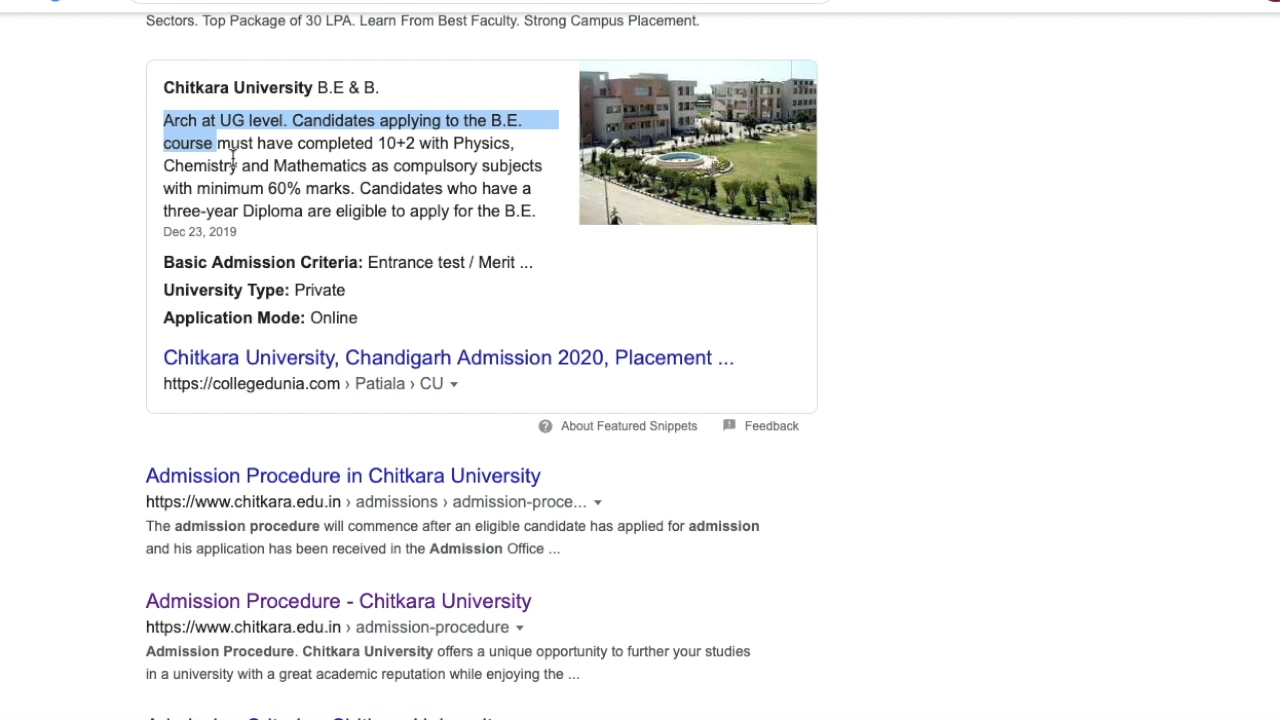 Sectors. Top Package of 30 LPA. Learn From Best Faculty. Strong Campus Placement.
Chitkara University B.E & B.
Arch at UG level. Candidates applying to the B.E.
course must have completed 10+2 with Physics,
Chemistry and Mathematics as compulsory subjects
with minimum 60% marks. Candidates who have a
three-year Diploma are eligible to apply for the B.E.
Dec 23, 2019
Basic Admission Criteria: Entrance test / Merit ...
University Type: Private
Application Mode: Online
Chitkara University, Chandigarh Admission 2020, Placement ...
https://collegedunia.com › Patiala › CU
About Featured Snippets Feedback
Admission Procedure in Chitkara University
https://www.chitkara.edu.in › admissions › admission-proce...
The admission procedure will commence after an eligible candidate has applied for admission
and his application has been received in the Admission Office ...
Admission Procedure - Chitkara University
https://www.chitkara.edu.in › admission-procedure
Admission Procedure. Chitkara University offers a unique opportunity to further your studies
in a university with a great academic reputation while enjoying the ...